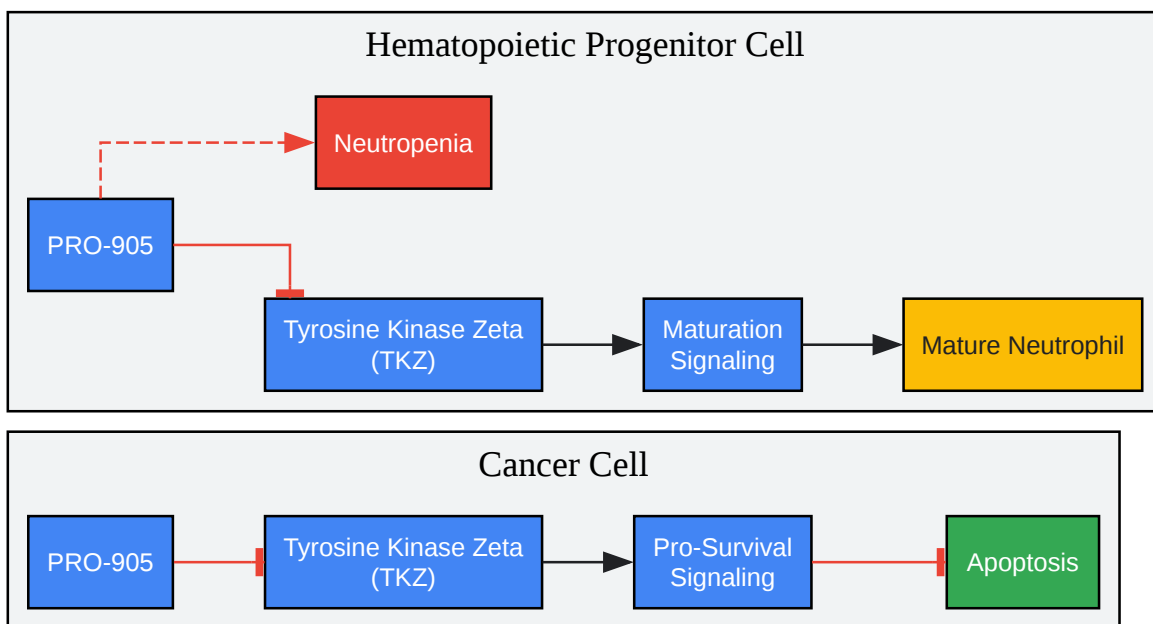 Hematopoietic Progenitor Cell
Neutropenia
PRO-905
Tyrosine Kinase Zeta
(TKZ)
Maturation
Signaling
Mature Neutrophil
Cancer Cell
PRO-905
Tyrosine Kinase Zeta
(TKZ)
Pro-Survival
Signaling
Apoptosis